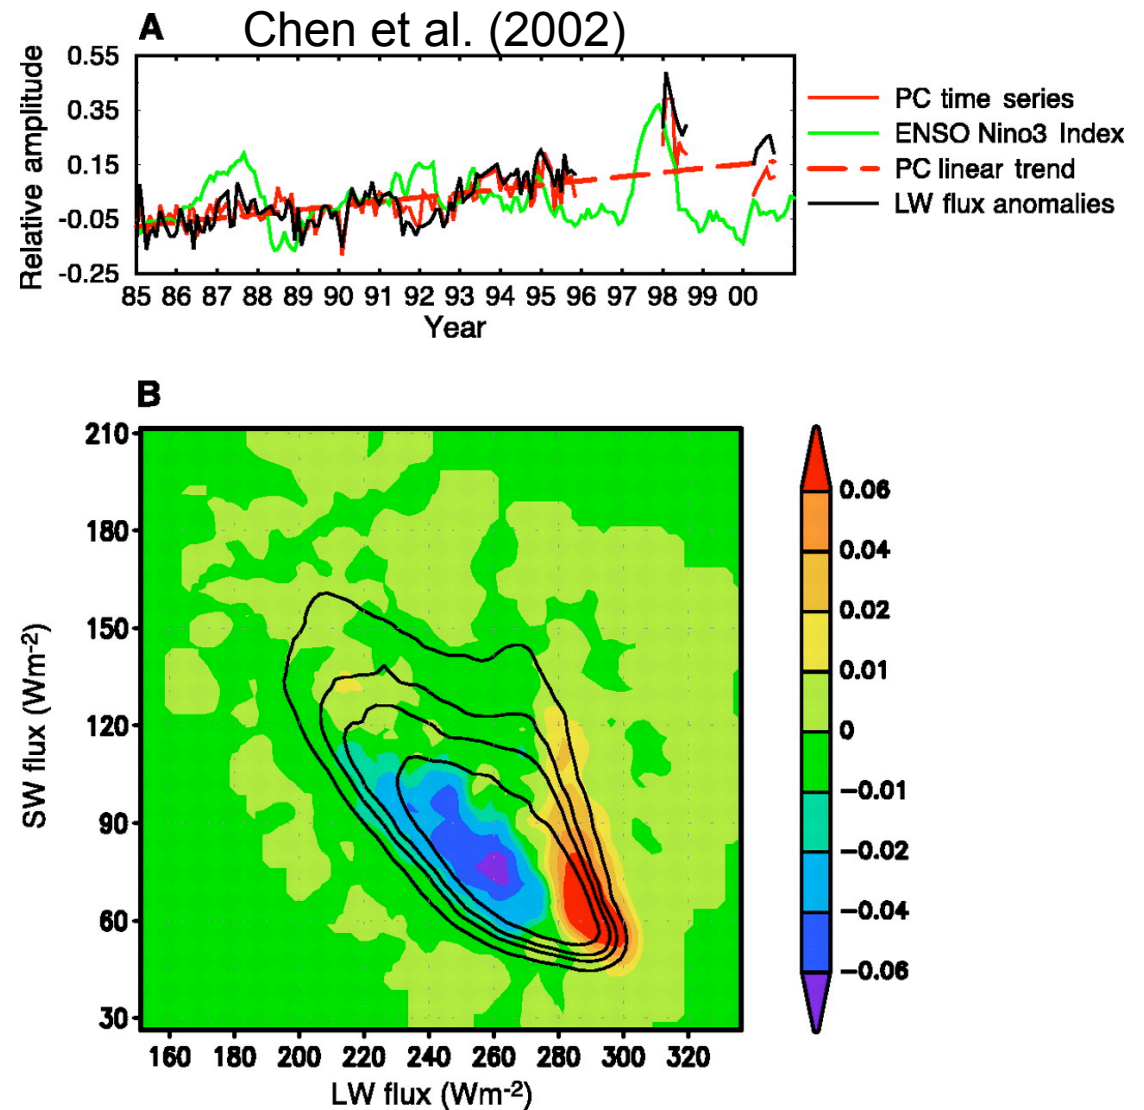 A Chen et al. (2002)
Relative amplitude
0.55
0.35
0.15
-0.05
-0.25
85 86 87 88 89 90 91 92 93 94 95 96 97 98 99 00
Year
PC time series
ENSO Nino3 Index
PC linear trend
LW flux anomalies
B
SW flux (Wm-2)
210
180
150
120
90
60
30
160 180 200 220 240 260 280 300 320
LW flux (Wm-2)
0.06
0.04
0.02
0.01
0
−0.01
−0.02
−0.04
−0.06